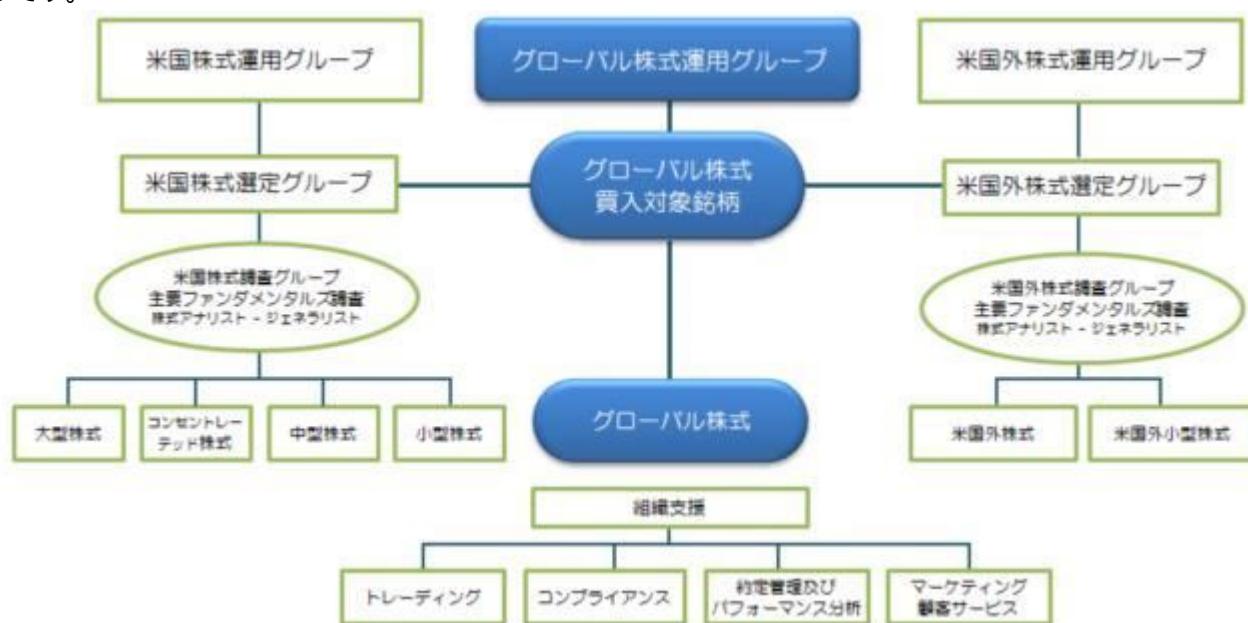 です。
米国株式運用グループ
グローバル株式運用グループ
米国外株式運用グループ
米国株式選定グループ
グローバル株式
買入対象銘柄
米国外株式選定グループ
米国株式調査グループ
主要ファンダメンタルズ調査
株式アナリスト - ジェネラリスト
米国外株式調査グループ
主要ファンダメンタルズ調査
株式アナリスト - ジェネラリスト
大型株式
コンセントレー
テッド株式
中型株式
小型株式
グローバル株式
米国外株式
米国外小型株式
組織支援
トレーディング
コンプライアンス
約定管理及び
パフォーマンス分析
マーケティング
顧客サービス